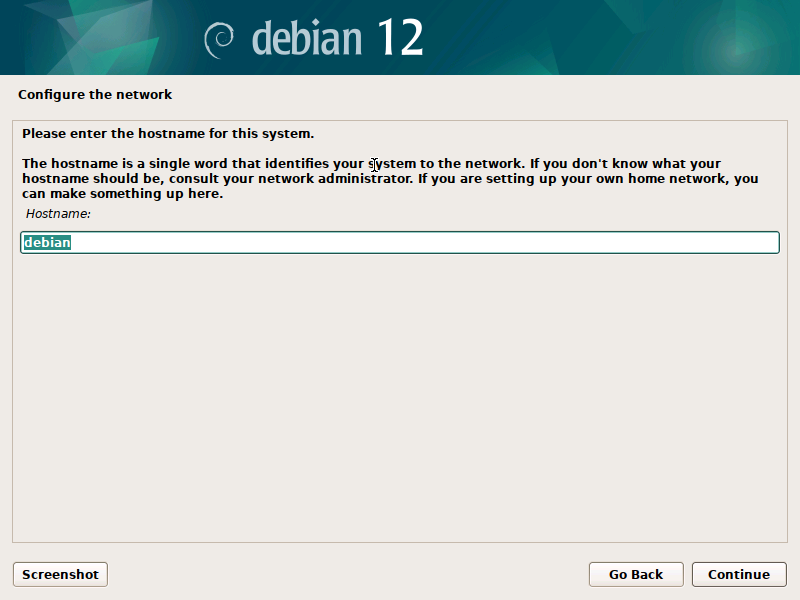 debian 12
Configure the network
Please enter the hostname for this system.
The hostname is a single word that identifies your system to the network. If you don't know what your
hostname should be, consult your network administrator. If you are setting up your own home network, you
can make something up here.
Hostname:
debian
Screenshot
Go Back
Continue